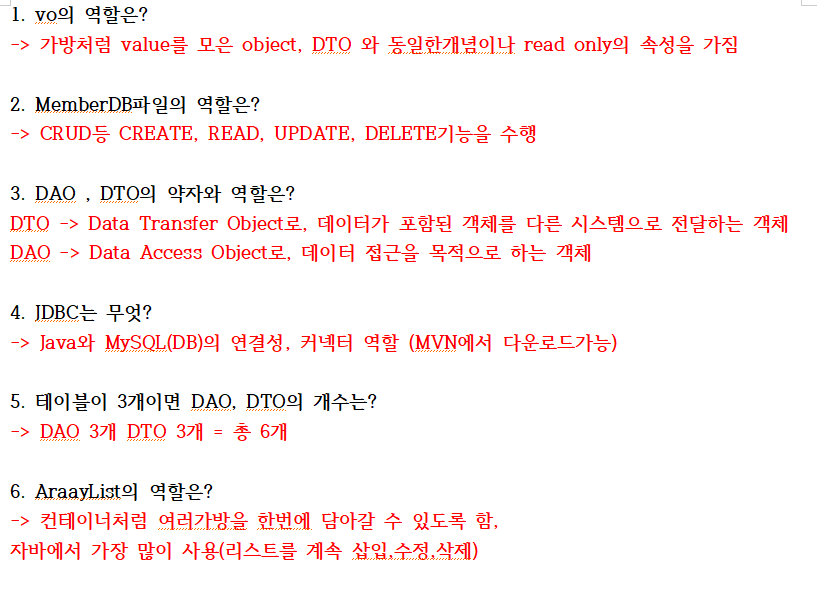 1. vo의 역할은?
-> 가방처럼 value를 모은 object, DTO 와 동일한개념이나 read only의 속성을 가짐
2. MemberDB파일의 역할은?
-> CRUD등 CREATE, READ, UPDATE, DELETE기능을 수행
3. DAO , DTO의 약자와 역할은?
DTO -> Data Transfer Object로, 데이터가 포함된 객체를 다른 시스템으로 전달하는 객체
DAO -> Data Access Object로, 데이터 접근을 목적으로 하는 객체
4. JDBC는 무엇?
-> Java와 MySQL(DB)의 연결성, 커넥터 역할 (MVN에서 다운로드가능)
5. 테이블이 3개이면 DAO, DTO의 개수는?
-> DAO 3개 DTO 3개 = 총 6개
6. AraayList의 역할은?
-> 컨테이너처럼 여러가방을 한번에 담아갈 수 있도록 함,
자바에서 가장 많이 사용(리스트를 계속 삽입,수정,삭제)